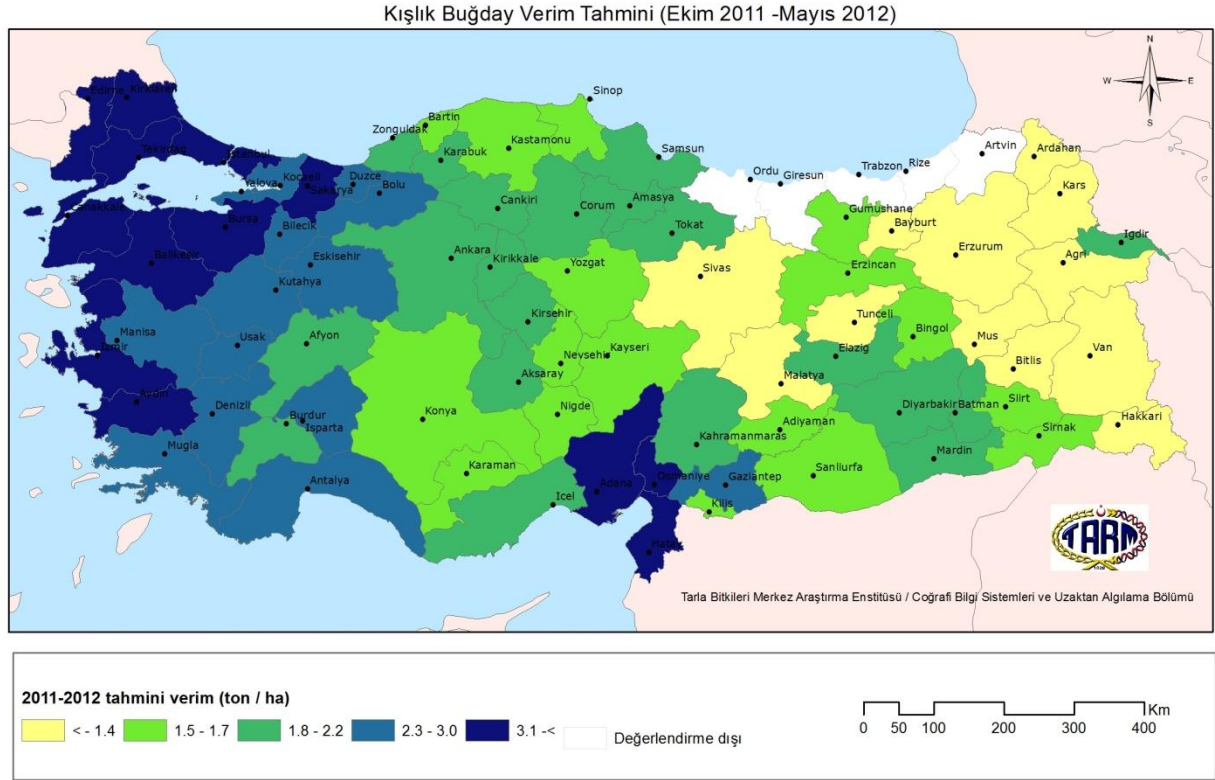 Kışlık Buğday Verim Tahmini (Ekim 2011 -Mayıs 2012)
N
W
E
S
Sinop
Edirne
Kırklareli
Bartin
Zonguldak
Kastamonu
Tekirdag
Istanbul
Karabuk
Samsun
Artvin
Ardahan
Ordu
Giresun
Trabzon
Rize
Yalova
Kocaeli
Sakarya
Duzce
Bolu
Kars
Cankiri
Corum
Amasya
Canakkale
Bursa
Bilecik
Tokat
Gumushane
Bayburt
Igdir
Balikesir
Eskisehir
Ankara
Kirikkale
Yozgat
Sivas
Erzincan
Erzurum
Agri
Kutahya
Manisa
Usak
Afyon
Kirsehir
Tunceli
Bingol
Mus
Van
Izmir
Nevsehir
Kayseri
Elazig
Bitlis
Aksaray
Malatya
Aydin
Denizli
Burdur
Isparta
Konya
Nigde
Diyarbakir
Batman
Siirt
Hakkari
Adiyaman
Sirnak
Mugla
Kahramanmaras
Mardin
Karaman
Sanliurfa
Antalya
Adana
Osmaniye
Gaziantep
Icel
Kilis
Hatay
TARM
Tarla Bitkileri Merkez Araştırma Enstitüsü / Coğrafi Bilgi Sistemleri ve Uzaktan Algılama Bölümü
2011-2012 tahmini verim (ton / ha)
< - 1.4
1.5 - 1.7
1.8 - 2.2
2.3 - 3.0
3.1 -<
Değerlendirme dışı
Km
0 50 100 200 300 400